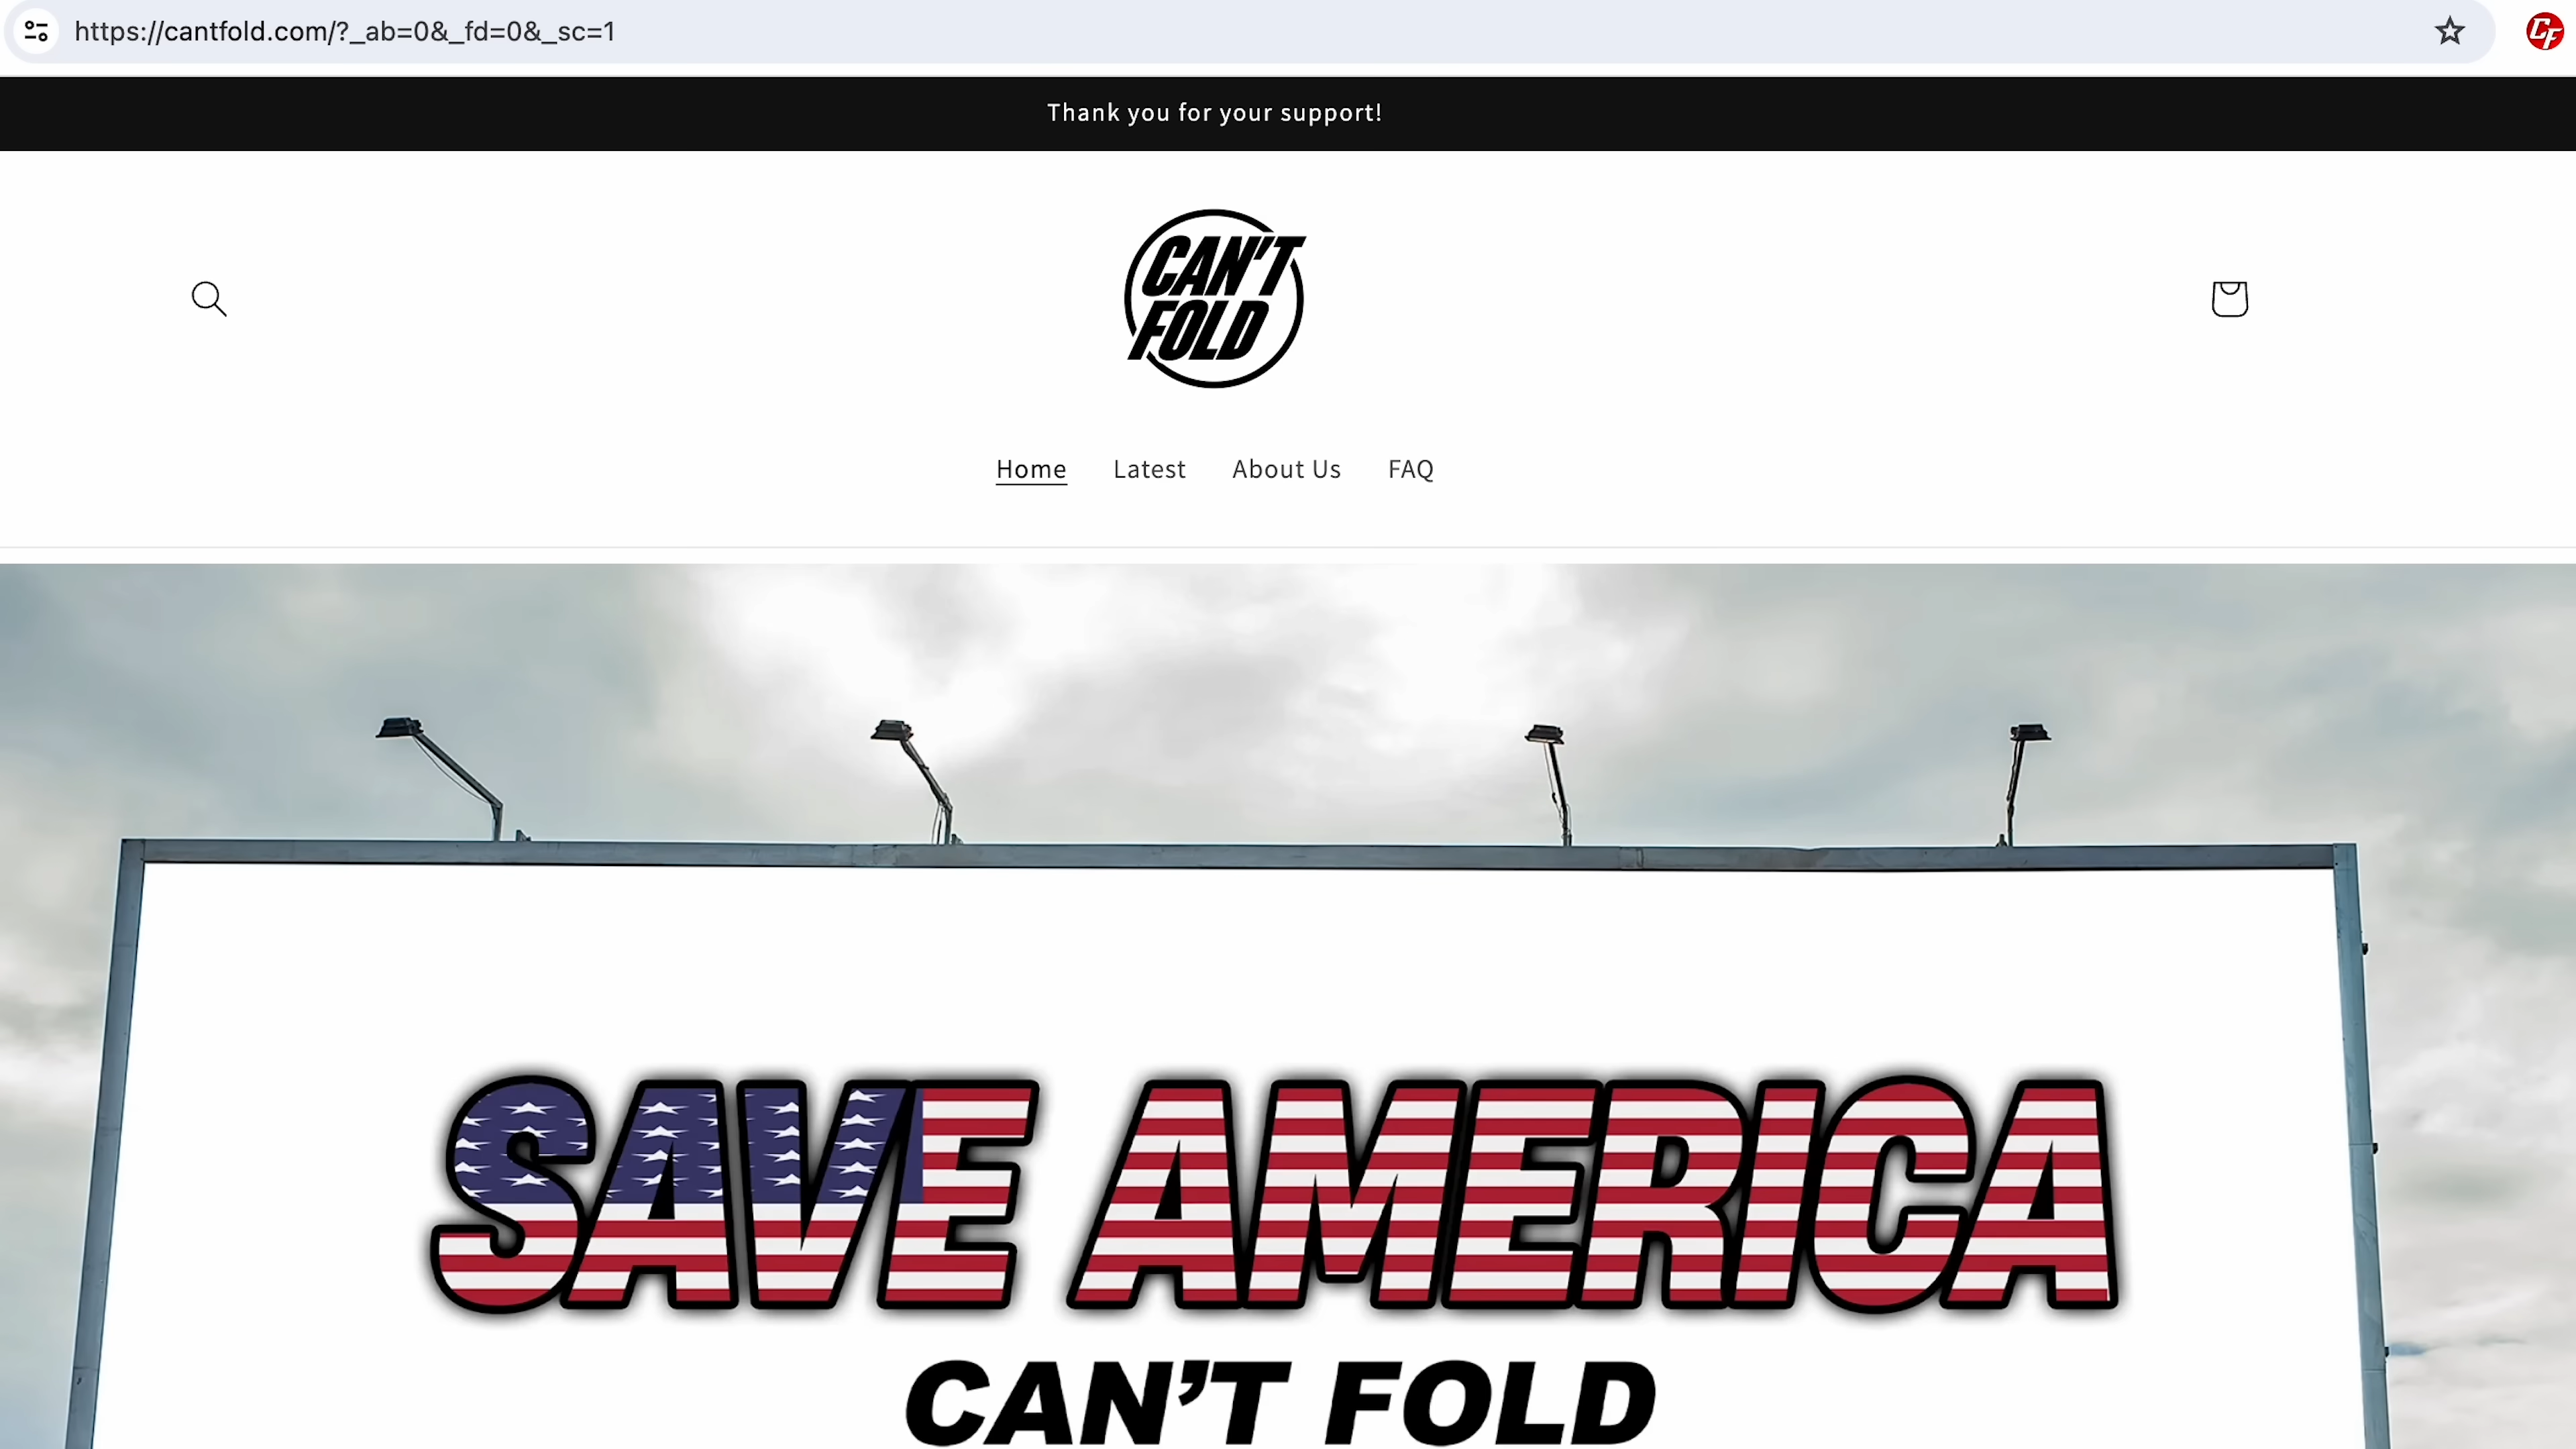 https://cantfold.com/?_ab=0&_fd=0&_sc=1
CF
Thank you for your support!
CAN'T
FOLD
Home Latest About Us FAQ
SAVE AMERICA
CAN’T FOLD